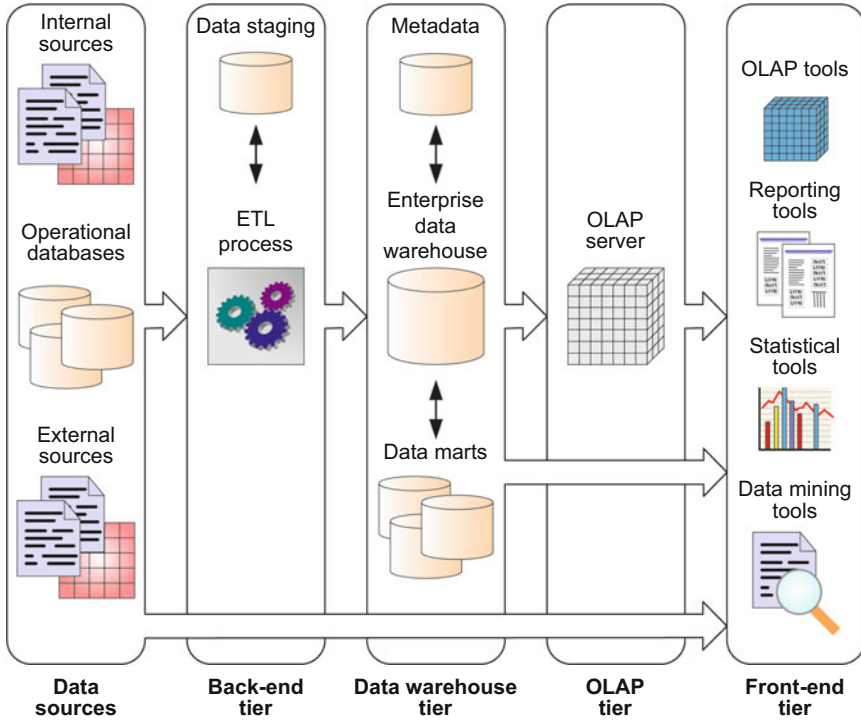 Internal
sources
Operational
databases
External
sources
Data
sources
Data staging
ETL
process
Back-end
tier
Metadata
Enterprise
data
warehouse
Data marts
Data warehouse
tier
OLAP
server
OLAP
tier
OLAP tools
Reporting
tools
Statistical
tools
Data mining
tools
Front-end
tier